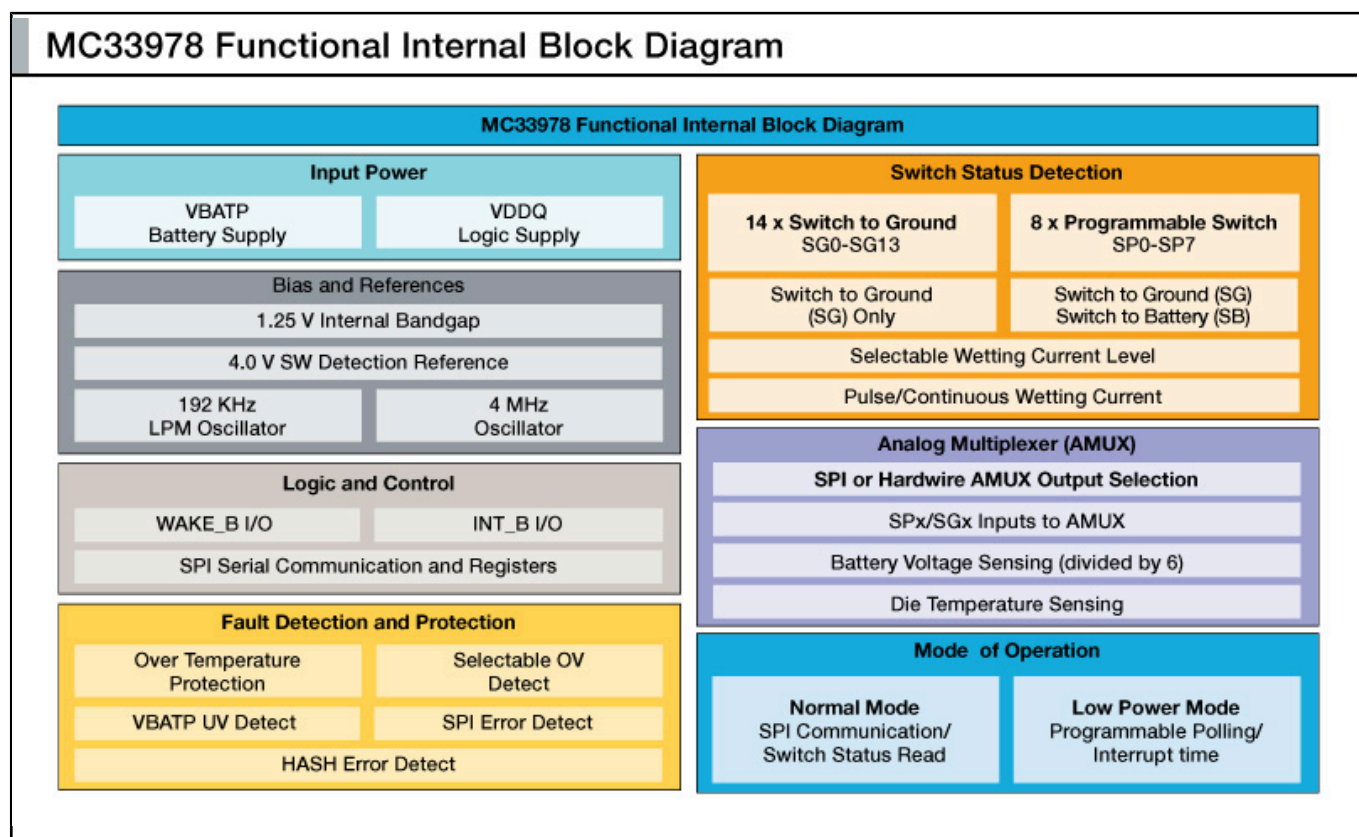 MC33978 Functional Internal Block Diagram
MC33978 Functional Internal Block Diagram
Input Power
VBATP
Battery Supply
VDDQ
Logic Supply
Bias and References
1.25 V Internal Bandgap
4.0 V SW Detection Reference
192 KHz
LPM Oscillator
4 MHz
Oscillator
Logic and Control
WAKE_B I/O
INT_B I/O
SPI Serial Communication and Registers
Fault Detection and Protection
Over Temperature
Protection
Selectable OV
Detect
VBATP UV Detect
SPI Error Detect
HASH Error Detect
Switch Status Detection
14 x Switch to Ground
SG0-SG13
8 x Programmable Switch
SP0-SP7
Switch to Ground
(SG) Only
Switch to Ground (SG)
Switch to Battery (SB)
Selectable Wetting Current Level
Pulse/Continuous Wetting Current
Analog Multiplexer (AMUX)
SPI or Hardwire AMUX Output Selection
SPx/SGx Inputs to AMUX
Battery Voltage Sensing (divided by 6)
Die Temperature Sensing
Mode of Operation
Normal Mode
SPI Communication/
Switch Status Read
Low Power Mode
Programmable Polling/
Interrupt time